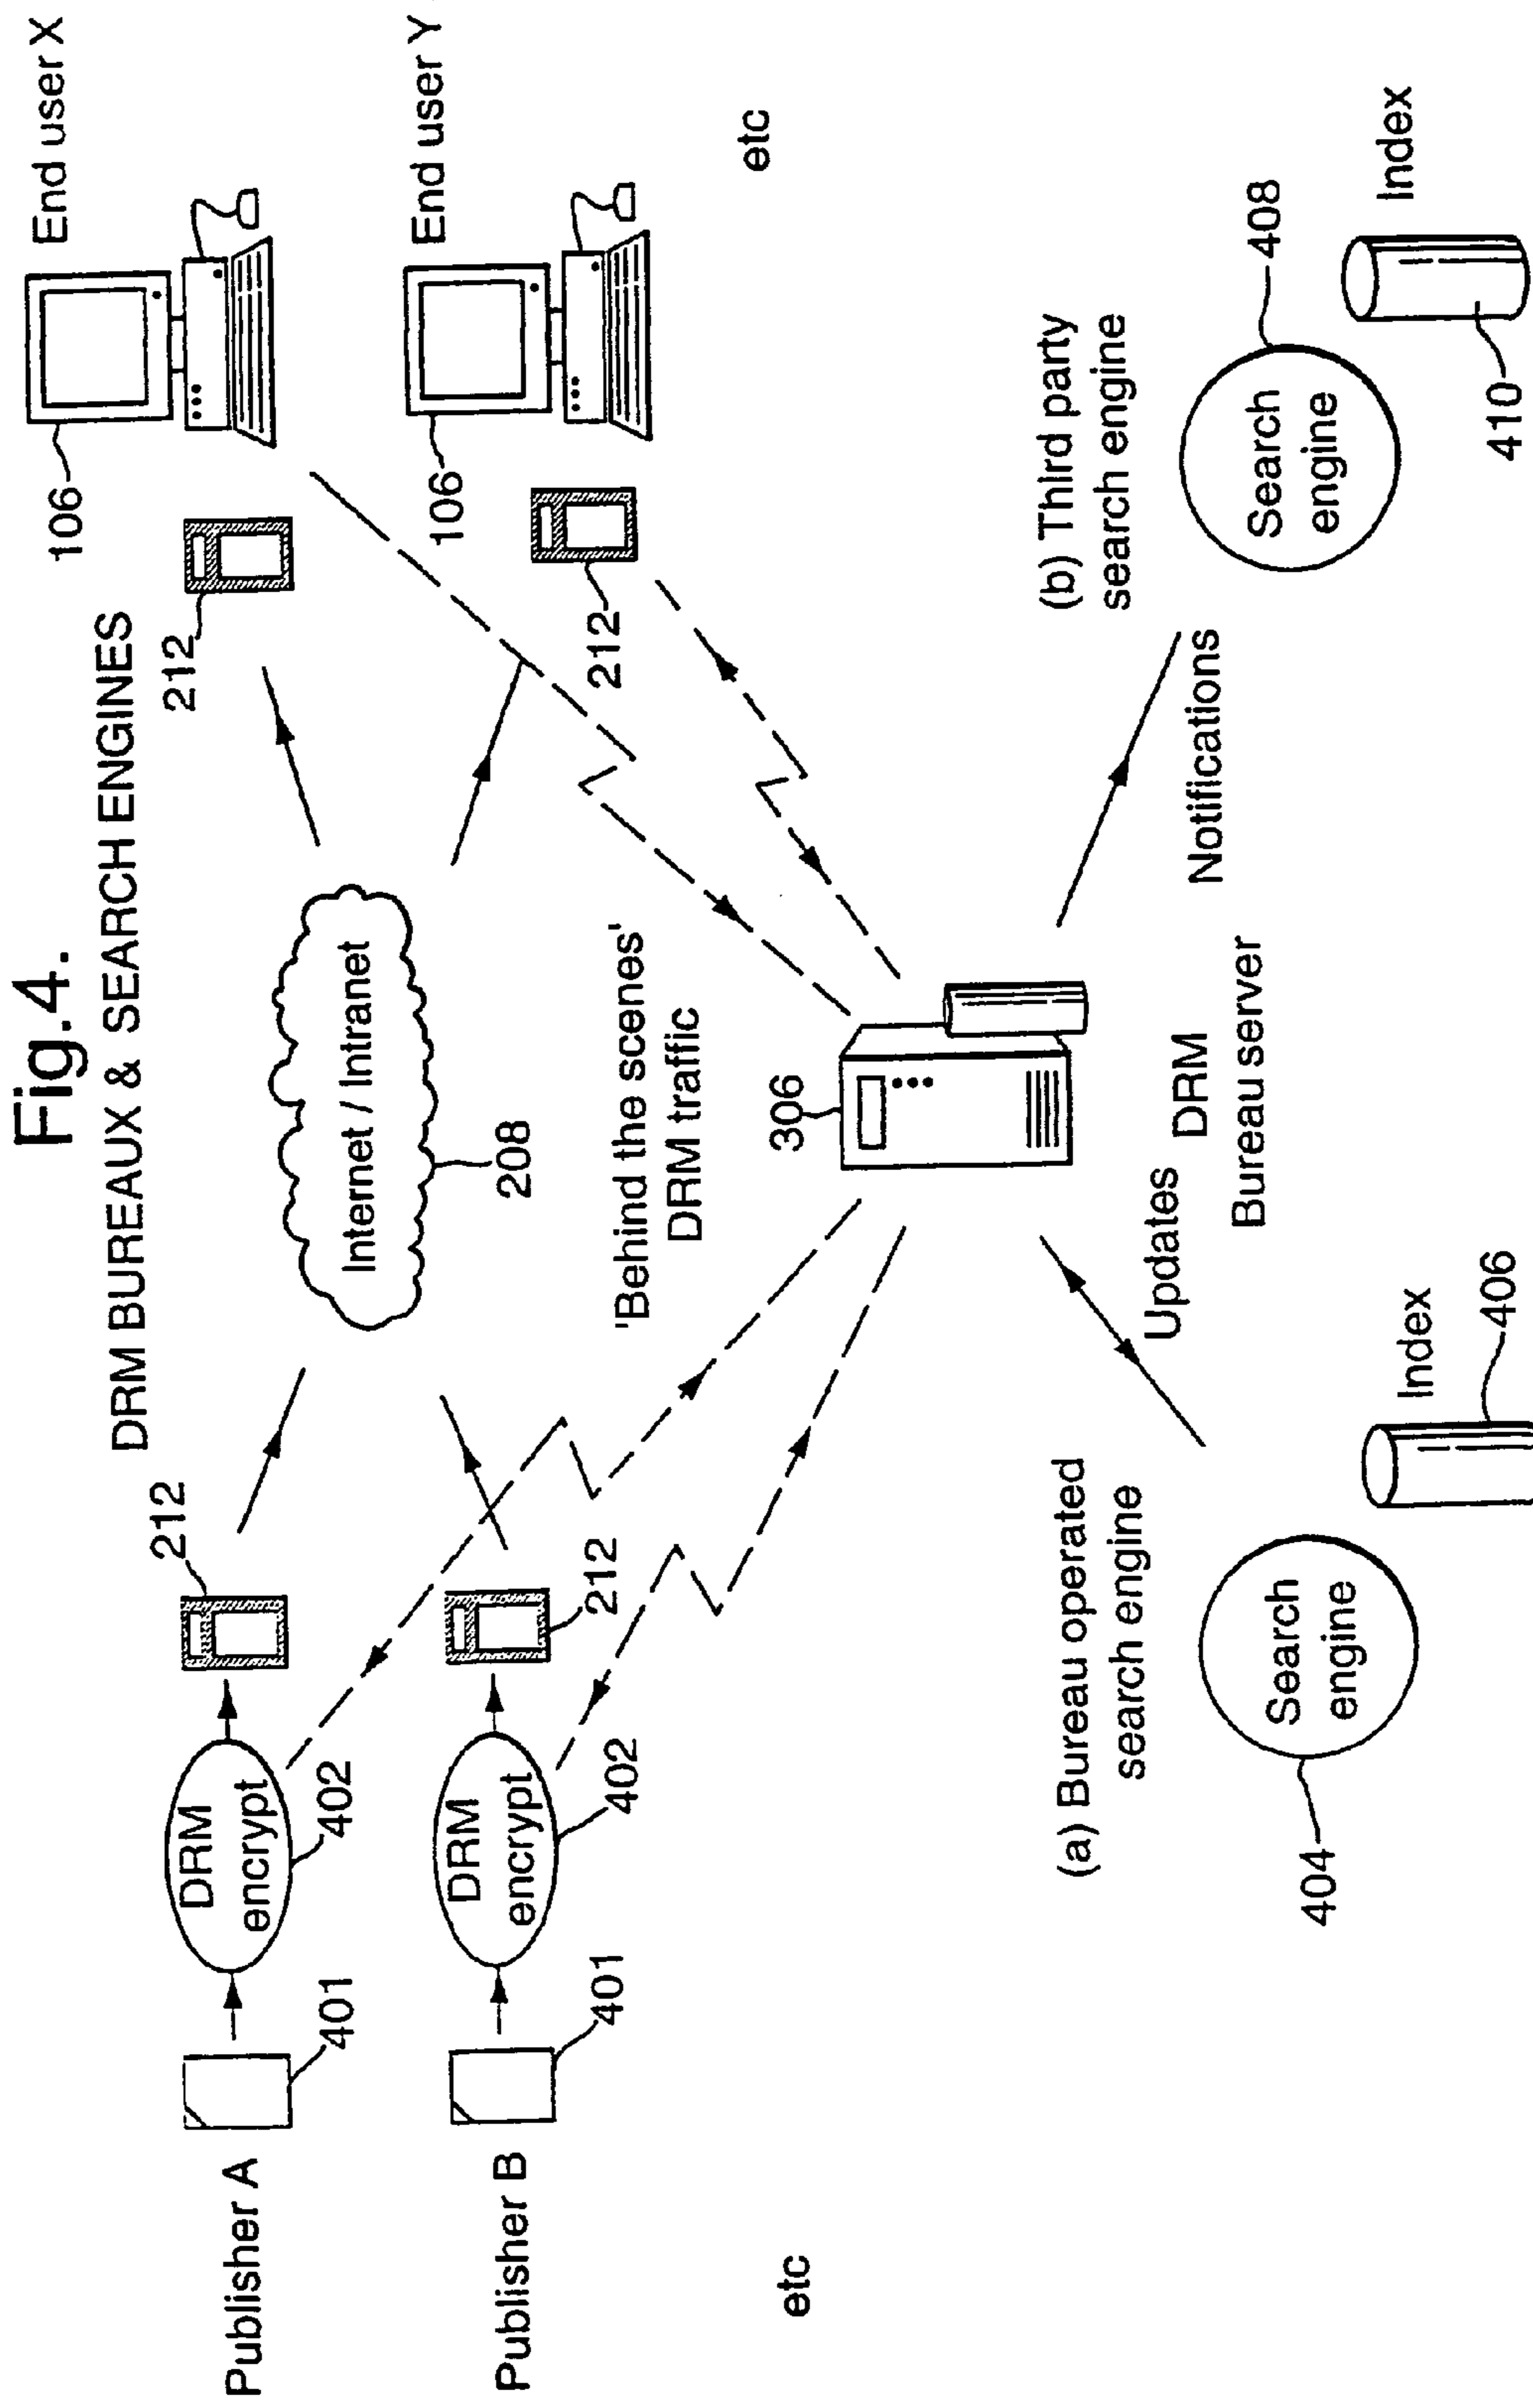 Fig.4.
DRM BUREAUX & SEARCH ENGINES
Publisher A
401
DRM
encrypt
402
212
Internet / Intranet
208
212
106
End user X
Publisher B
401
DRM
encrypt
402
212
212
106
End user Y
etc
etc
'Behind the scenes'
DRM traffic
306
DRM
Bureau server
Updates
Notifications
(a) Bureau operated
search engine
404
Search
engine
Index
406
(b) Third party
search engine
Search
engine
408
Index
410